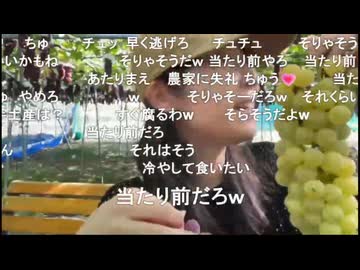 ちゅ チェッ 早く逃げろ チュチュ そりゃそう
いかもね そりゃそうだw 当たり前やろ 当たり前
あたりまえ 農家に失礼 ちゅう💗 当た
ゅ やめろ w そりゃそーだろw それくらい
土産は？ すぐ腐るわw そらそうだよw
当たり前だろ
ん それはそう
冷やして食いたい
当たり前だろw